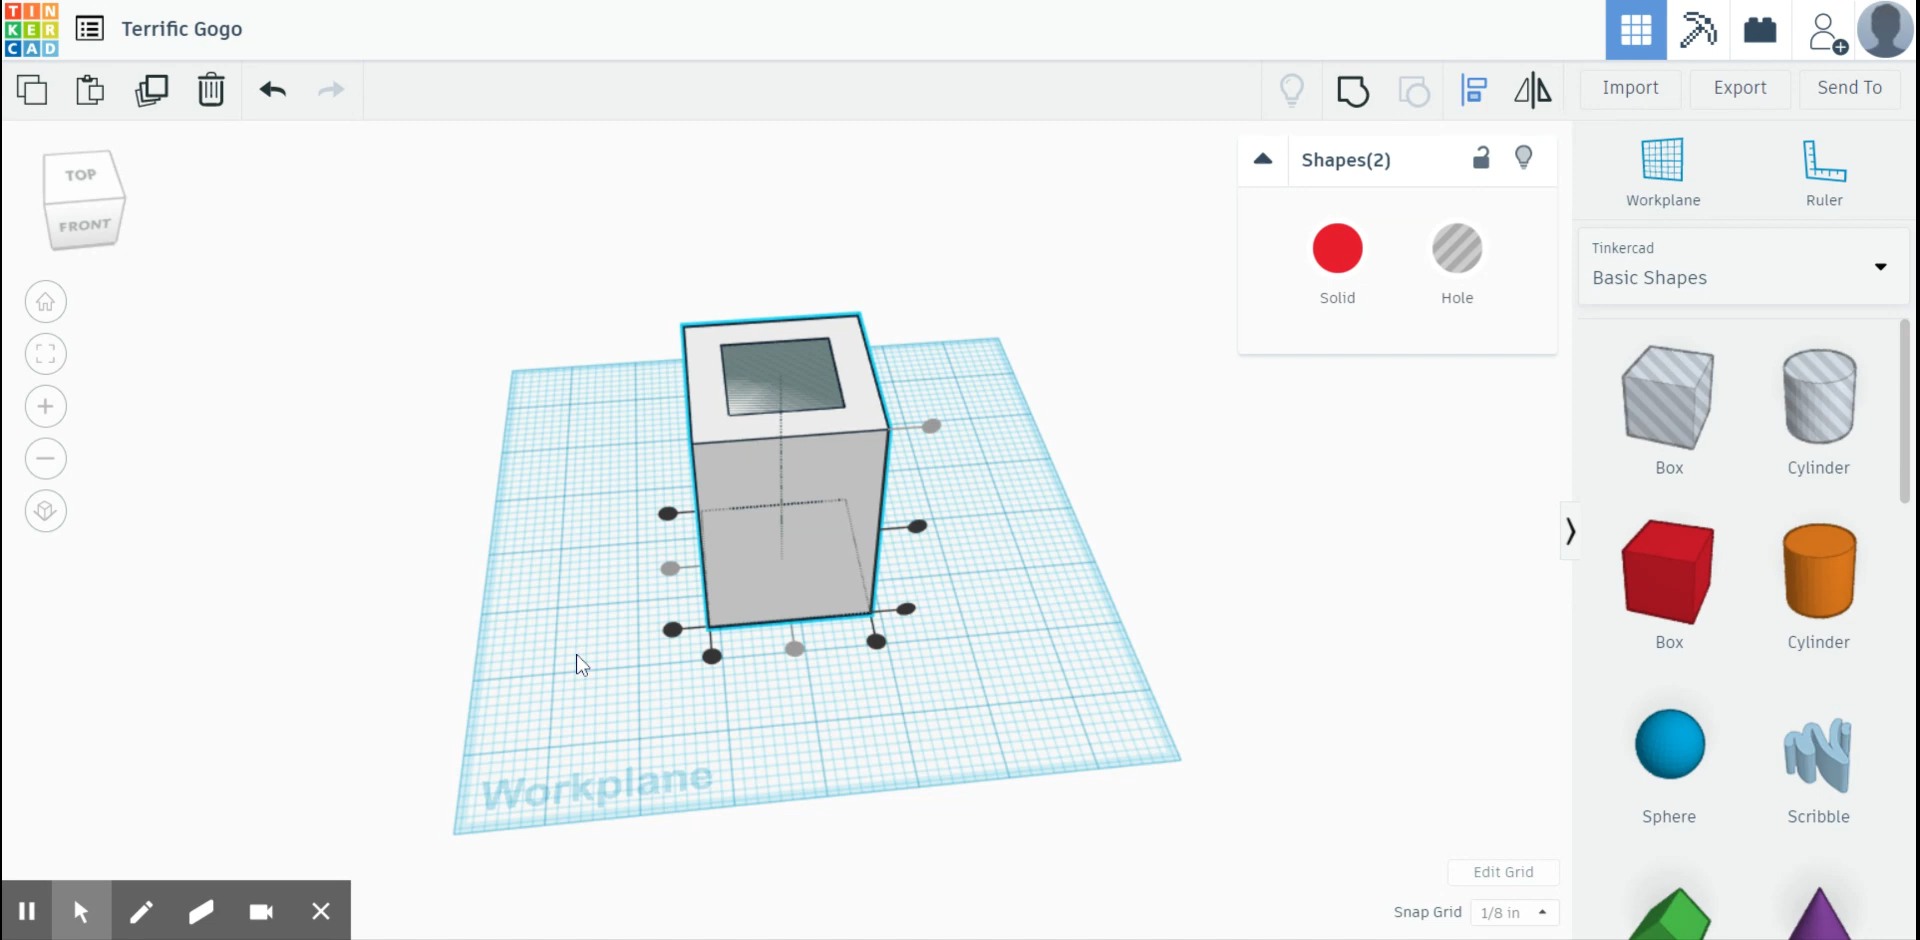 TIN
KER
CAD
Terrific Gogo
Import
Export
Send To
TOP
FRONT
Shapes(2)
Solid
Hole
Workplane
Ruler
Tinkercad
Basic Shapes
Box
Cylinder
Box
Cylinder
Sphere
Scribble
Workplane
Edit Grid
Snap Grid
1/8 in